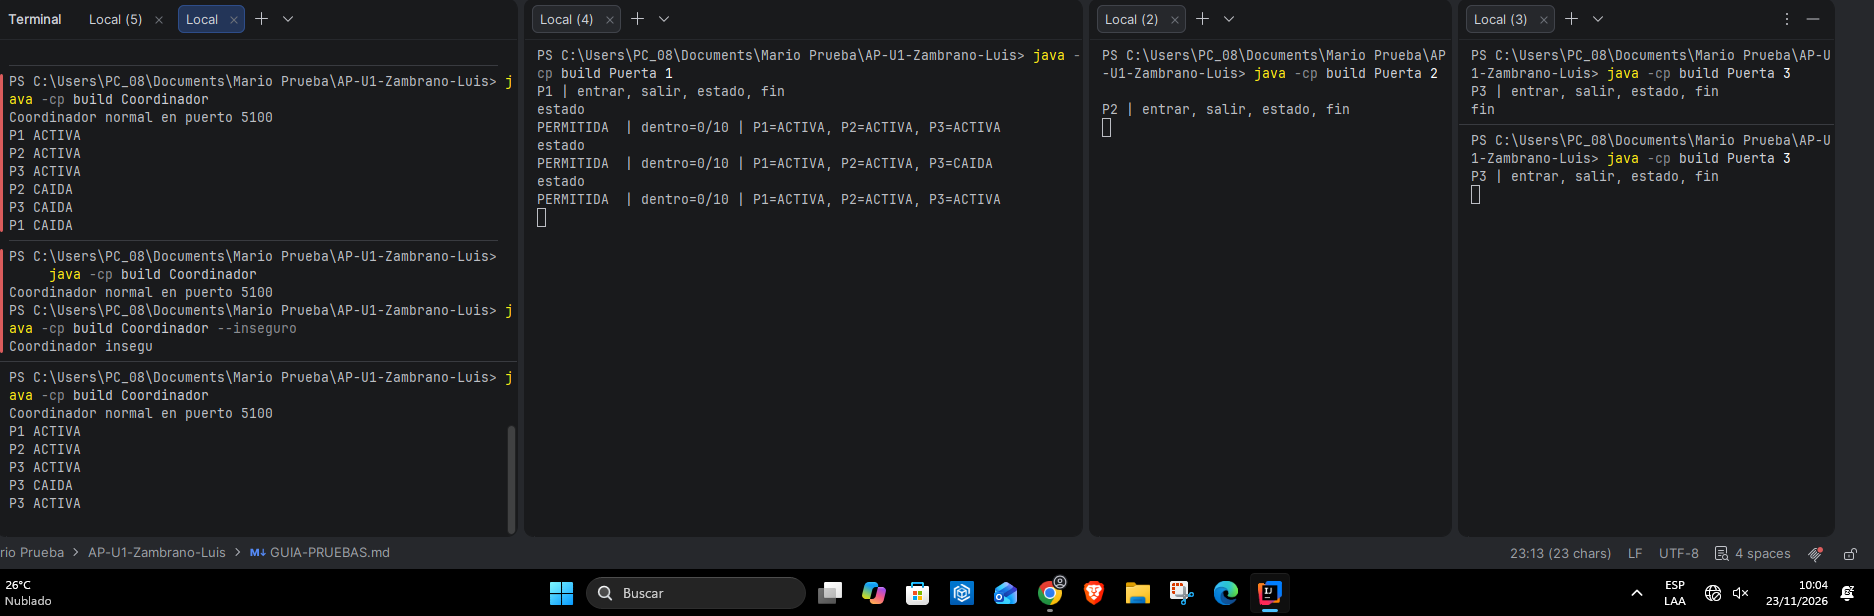 Terminal
Local (5)
Local
PS C:\Users\PC_08\Documents\Mario Prueba\AP-U1-Zambrano-Luis> j
ava -cp build Coordinador
Coordinador normal en puerto 5100
P1 ACTIVA
P2 ACTIVA
P3 ACTIVA
P2 CAIDA
P3 CAIDA
P1 CAIDA
PS C:\Users\PC_08\Documents\Mario Prueba\AP-U1-Zambrano-Luis>
java -cp build Coordinador
Coordinador normal en puerto 5100
PS C:\Users\PC_08\Documents\Mario Prueba\AP-U1-Zambrano-Luis> j
ava -cp build Coordinador --inseguro
Coordinador insegu
PS C:\Users\PC_08\Documents\Mario Prueba\AP-U1-Zambrano-Luis> j
ava -cp build Coordinador
Coordinador normal en puerto 5100
P1 ACTIVA
P2 ACTIVA
P3 ACTIVA
P3 CAIDA
P3 ACTIVA
Local (4)
PS C:\Users\PC_08\Documents\Mario Prueba\AP-U1-Zambrano-Luis> java -
cp build Puerta 1
P1 | entrar, salir, estado, fin
estado
PERMITIDA  | dentro=0/10 | P1=ACTIVA, P2=ACTIVA, P3=ACTIVA
estado
PERMITIDA  | dentro=0/10 | P1=ACTIVA, P2=ACTIVA, P3=CAIDA
estado
PERMITIDA  | dentro=0/10 | P1=ACTIVA, P2=ACTIVA, P3=ACTIVA
Local (2)
PS C:\Users\PC_08\Documents\Mario Prueba\AP
-U1-Zambrano-Luis> java -cp build Puerta 2
P2 | entrar, salir, estado, fin
Local (3)
PS C:\Users\PC_08\Documents\Mario Prueba\AP-U
1-Zambrano-Luis> java -cp build Puerta 3
P3 | entrar, salir, estado, fin
fin
PS C:\Users\PC_08\Documents\Mario Prueba\AP-U
1-Zambrano-Luis> java -cp build Puerta 3
P3 | entrar, salir, estado, fin
rio Prueba > AP-U1-Zambrano-Luis > M↓ GUIA-PRUEBAS.md
23:13 (23 chars) LF UTF-8 4 spaces
26°C
Nublado
Buscar
ESP
LAA
10:04
23/11/2026